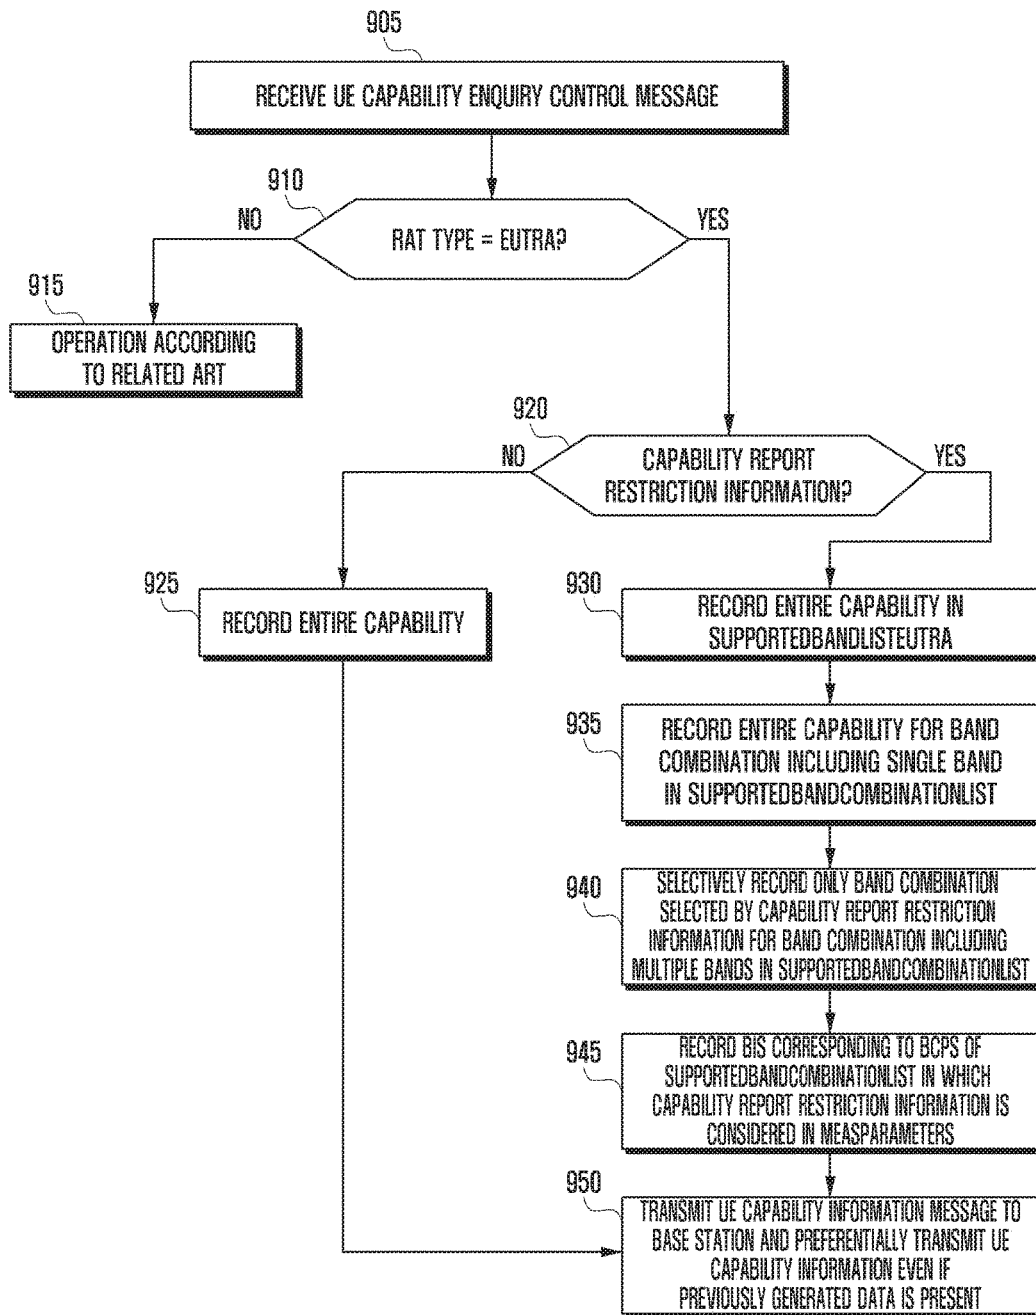 905
RECEIVE UE CAPABILITY ENQUIRY CONTROL MESSAGE
910
NO
YES
RAT TYPE = EUTRA?
915
OPERATION ACCORDING
TO RELATED ART
920
NO
YES
CAPABILITY REPORT
RESTRICTION INFORMATION?
925
RECORD ENTIRE CAPABILITY
930
RECORD ENTIRE CAPABILITY IN
SUPPORTEDBANDLISTEUTRA
935
RECORD ENTIRE CAPABILITY FOR BAND
COMBINATION INCLUDING SINGLE BAND
IN SUPPORTEDBANDCOMBINATIONLIST
940
SELECTIVELY RECORD ONLY BAND COMBINATION
SELECTED BY CAPABILITY REPORT RESTRICTION
INFORMATION FOR BAND COMBINATION INCLUDING
MULTIPLE BANDS IN SUPPORTEDBANDCOMBINATIONLIST
945
RECORD BIS CORRESPONDING TO BCPS OF
SUPPORTEDBANDCOMBINATIONLIST IN WHICH
CAPABILITY REPORT RESTRICTION INFORMATION IS
CONSIDERED IN MEASPARAMETERS
950
TRANSMIT UE CAPABILITY INFORMATION MESSAGE TO
BASE STATION AND PREFERENTIALLY TRANSMIT UE
CAPABILITY INFORMATION EVEN IF
PREVIOUSLY GENERATED DATA IS PRESENT